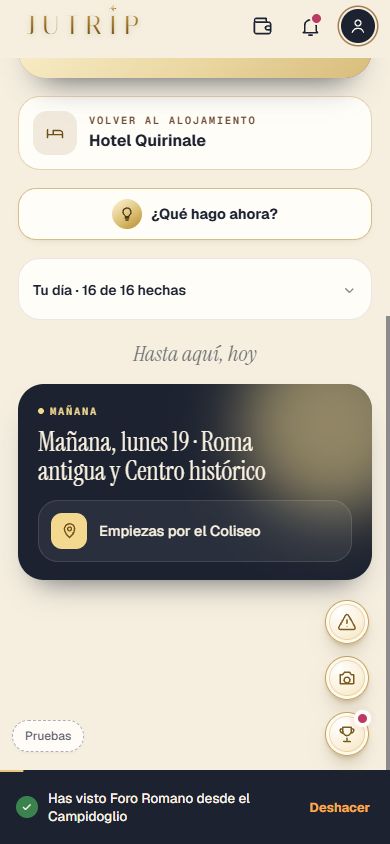 JUTRIP
VOLVER AL ALOJAMIENTO
Hotel Quirinale
¿Qué hago ahora?
Tu día · 16 de 16 hechas
Hasta aquí, hoy
MAÑANA
Mañana, lunes 19 · Roma
antigua y Centro histórico
Empiezas por el Coliseo
Pruebas
Has visto Foro Romano desde el
Campidoglio
Deshacer